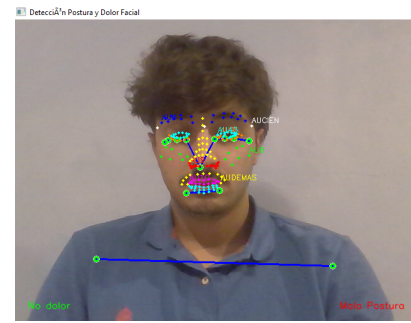 DetecciÃ³n Postura y Dolor Facial
AUCIEN
AUDEMAS
No dolor
Mala Postura